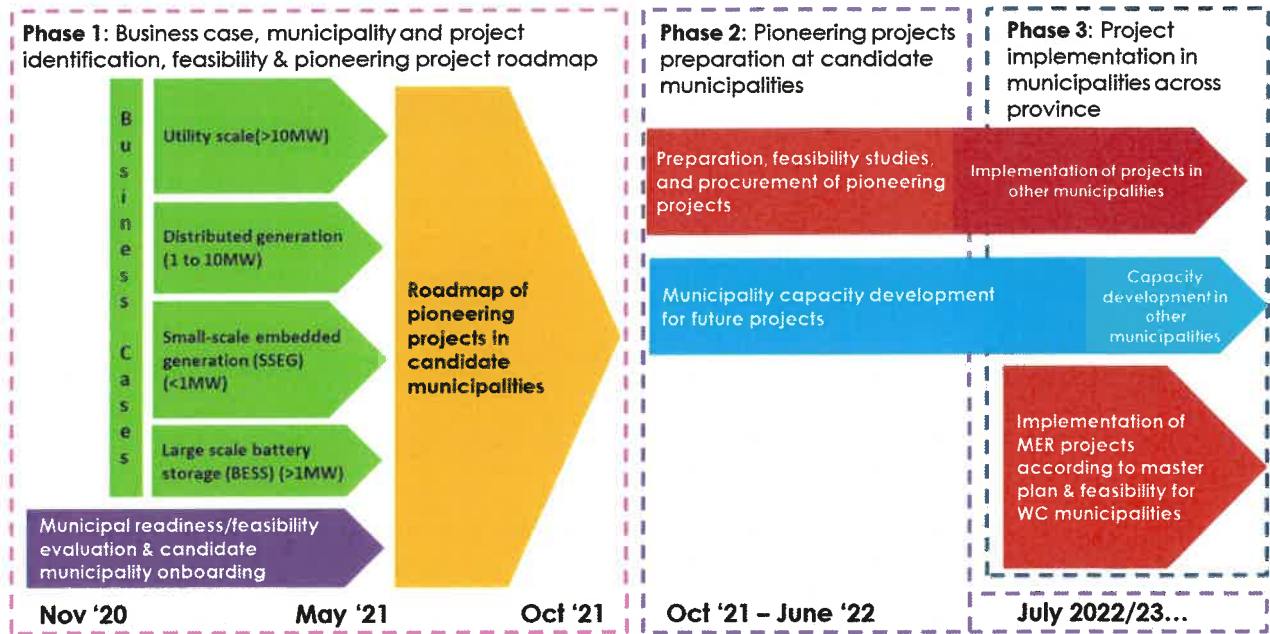 Phase 1: Business case, municipality and project
identification, feasibility & pioneering project roadmap
Business Cases
Utility scale(>10MW)
Distributed generation
(1 to 10MW)
Small-scale embedded
generation (SSEG)
(<1MW)
Large scale battery
storage (BESS) (>1MW)
Municipal readiness/feasibility
evaluation & candidate
municipality onboarding
Roadmap of
pioneering
projects in
candidate
municipalities
Nov '20
May '21
Oct '21
Phase 2: Pioneering projects
preparation at candidate
municipalities
Preparation, feasibility studies,
and procurement of pioneering
projects
Municipality capacity development
for future projects
Oct '21 – June '22
Phase 3: Project
implementation in
municipalities across
province
Implementation of projects in
other municipalities
Capacity
development in
other
municipalities
Implementation of
MER projects
according to master
plan & feasibility for
WC municipalities
July 2022/23...